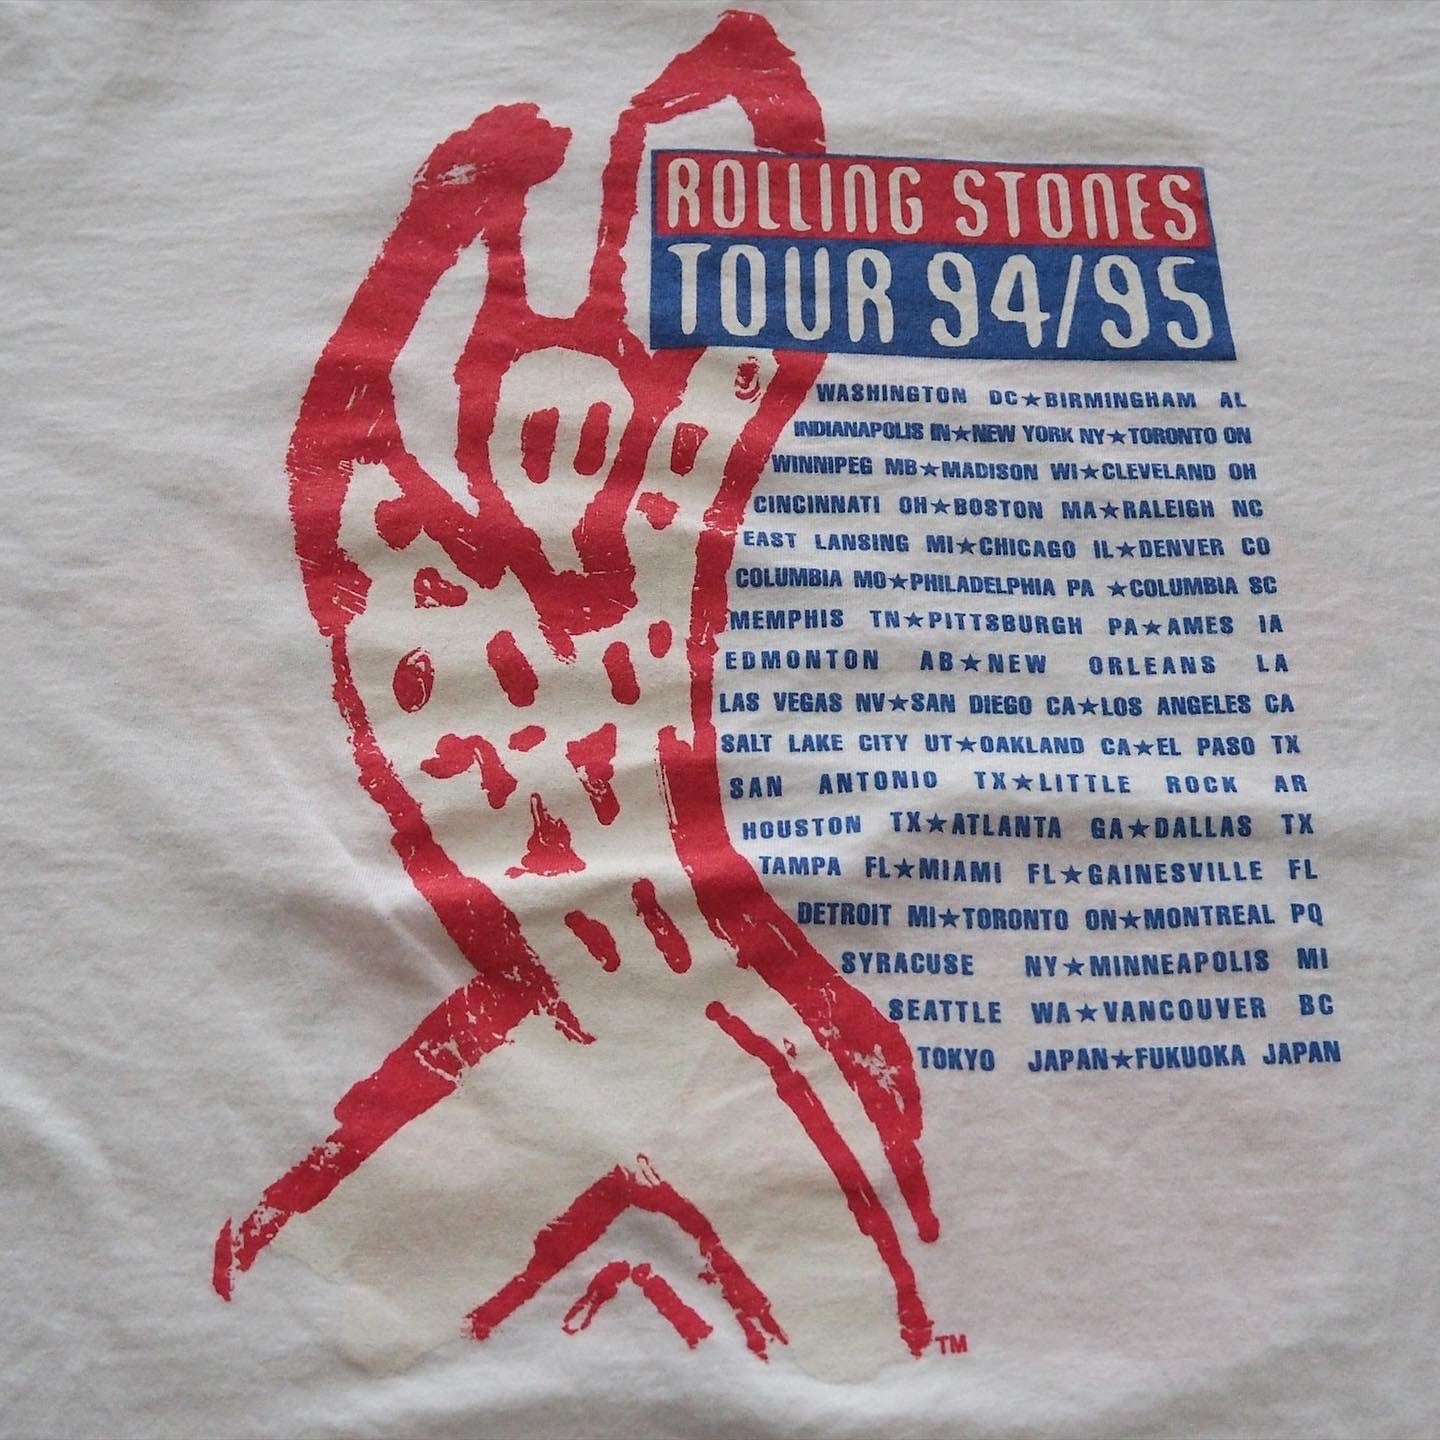 ROLLING STONES
TOUR 94/95
WASHINGTON DC★BIRMINGHAM AL
INDIANAPOLIS IN★NEW YORK NY★TORONTO ON
WINNIPEG MB★MADISON WI★CLEVELAND OH
CINCINNATI OH★BOSTON MA★RALEIGH NC
EAST LANSING MI★CHICAGO IL★DENVER CO
COLUMBIA MO★PHILADELPHIA PA ★COLUMBIA SC
MEMPHIS TN★PITTSBURGH PA★AMES IA
EDMONTON AB★NEW ORLEANS LA
LAS VEGAS NV★SAN DIEGO CA★LOS ANGELES CA
SALT LAKE CITY UT★OAKLAND CA★EL PASO TX
SAN ANTONIO TX★LITTLE ROCK AR
HOUSTON TX★ATLANTA GA★DALLAS TX
TAMPA FL★MIAMI FL★GAINESVILLE FL
DETROIT MI★TORONTO ON★MONTREAL PQ
SYRACUSE NY★MINNEAPOLIS MI
SEATTLE WA★VANCOUVER BC
TOKYO JAPAN★FUKUOKA JAPAN
TM